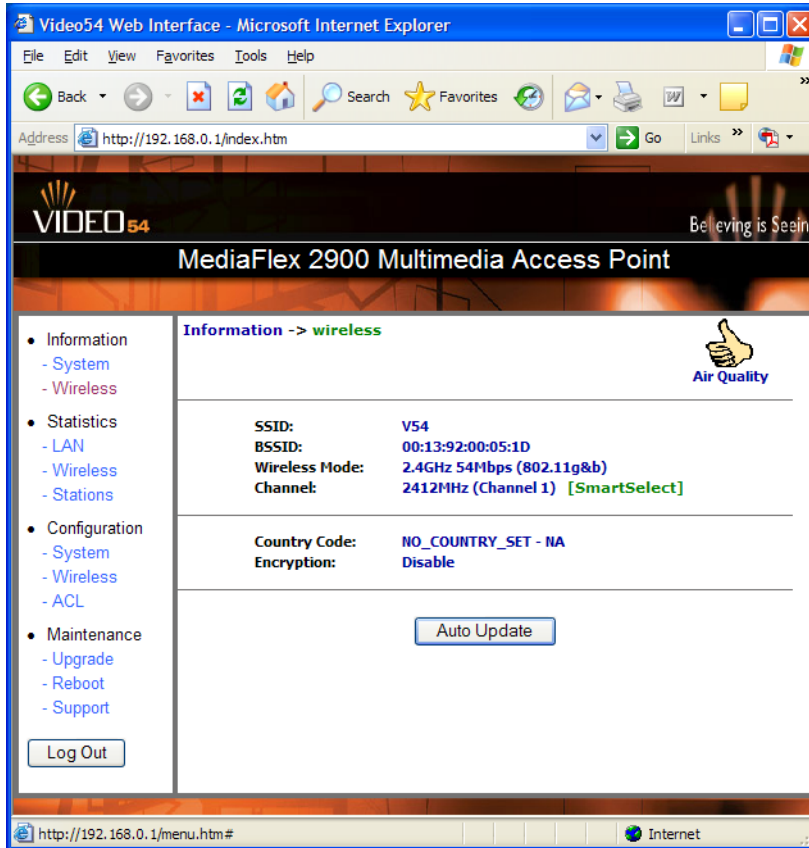 Video54 Web Interface - Microsoft Internet Explorer
File Edit View Favorites Tools Help
Back Search Favorites
Address http://192.168.0.1/index.htm Go Links
VIDEO 54
Believing is Seein
MediaFlex 2900 Multimedia Access Point
Information
- System
- Wireless
Statistics
- LAN
- Wireless
- Stations
Configuration
- System
- Wireless
- ACL
Maintenance
- Upgrade
- Reboot
- Support
Log Out
Information -> wireless
Air Quality
SSID: V54
BSSID: 00:13:92:00:05:1D
Wireless Mode: 2.4GHz 54Mbps (802.11g&b)
Channel: 2412MHz (Channel 1) [SmartSelect]
Country Code: NO_COUNTRY_SET - NA
Encryption: Disable
Auto Update
http://192.168.0.1/menu.htm# Internet